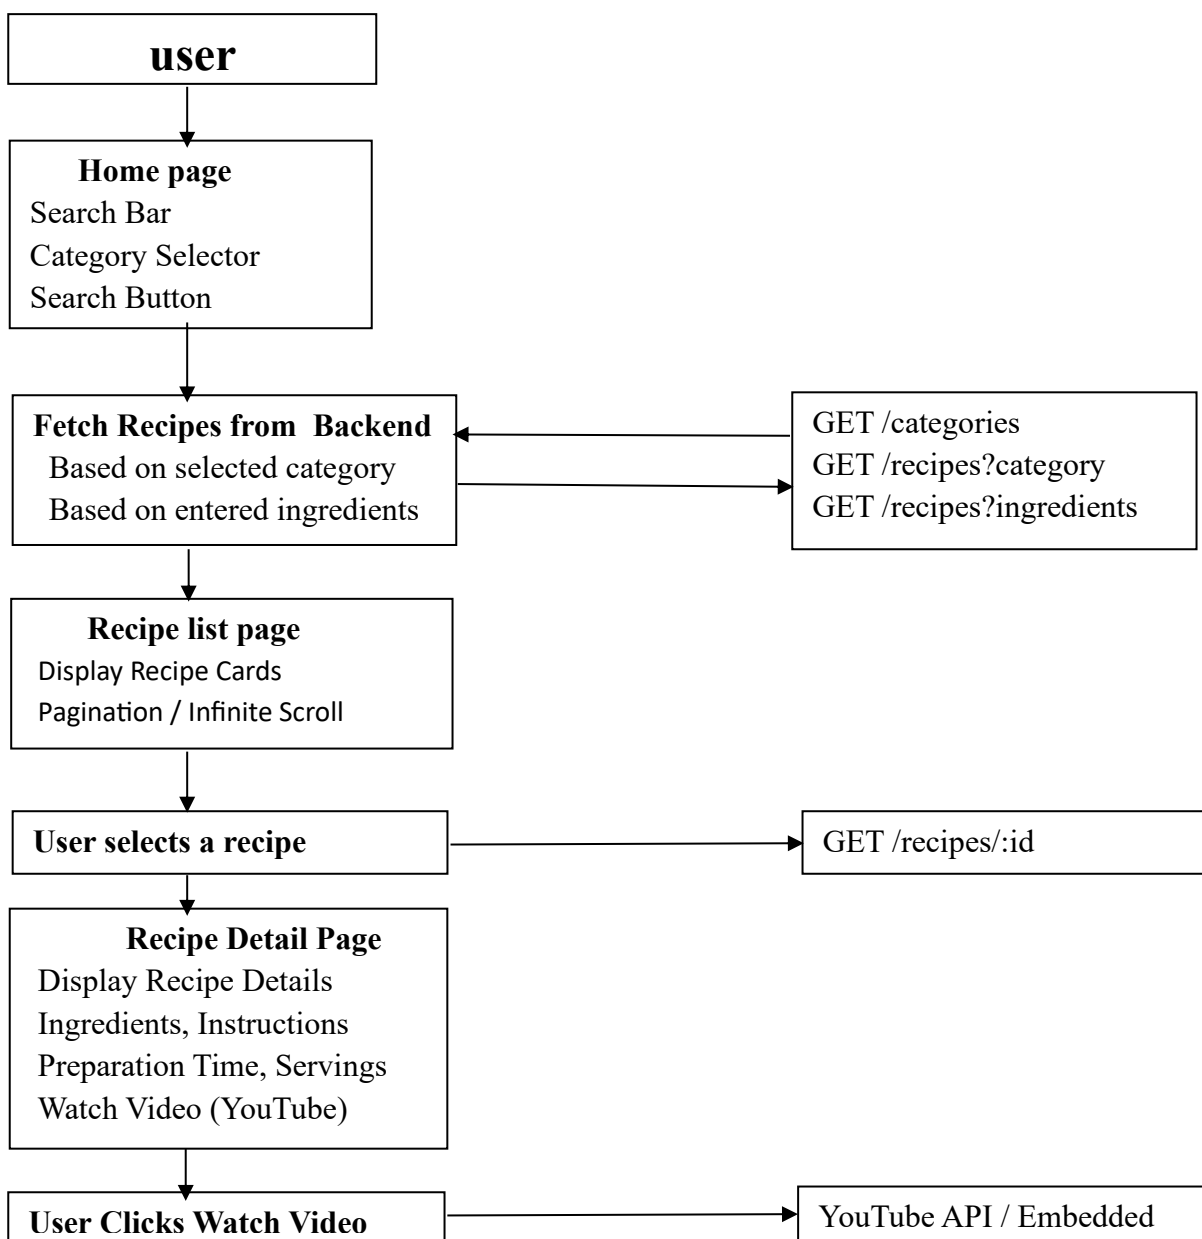 user
Home page
Search Bar
Category Selector
Search Button
Fetch Recipes from  Backend
Based on selected category
Based on entered ingredients
GET /categories
GET /recipes?category
GET /recipes?ingredients
Recipe list page
Display Recipe Cards
Pagination / Infinite Scroll
User selects a recipe
GET /recipes/:id
Recipe Detail Page
Display Recipe Details
Ingredients, Instructions
Preparation Time, Servings
Watch Video (YouTube)
User Clicks Watch Video
YouTube API / Embedded